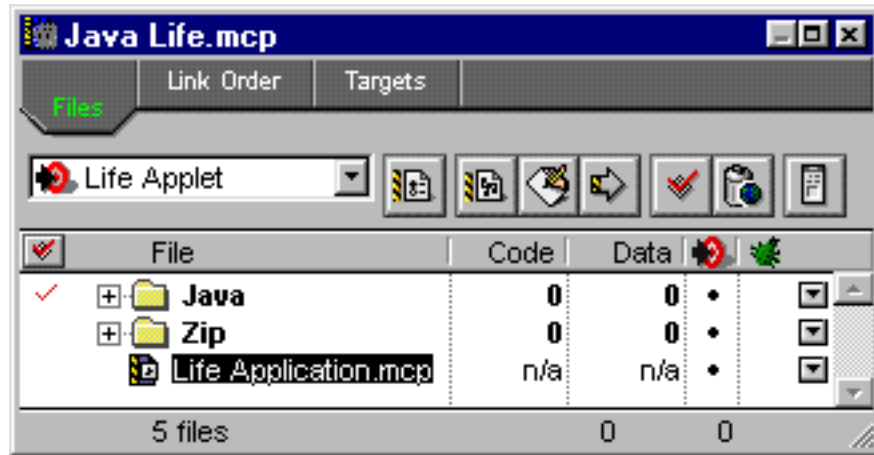 Java Life.mcp
Files Link Order Targets
Life Applet
File Code Data
Java 0 0
Zip 0 0
Life Application.mcp n/a n/a
5 files 0 0